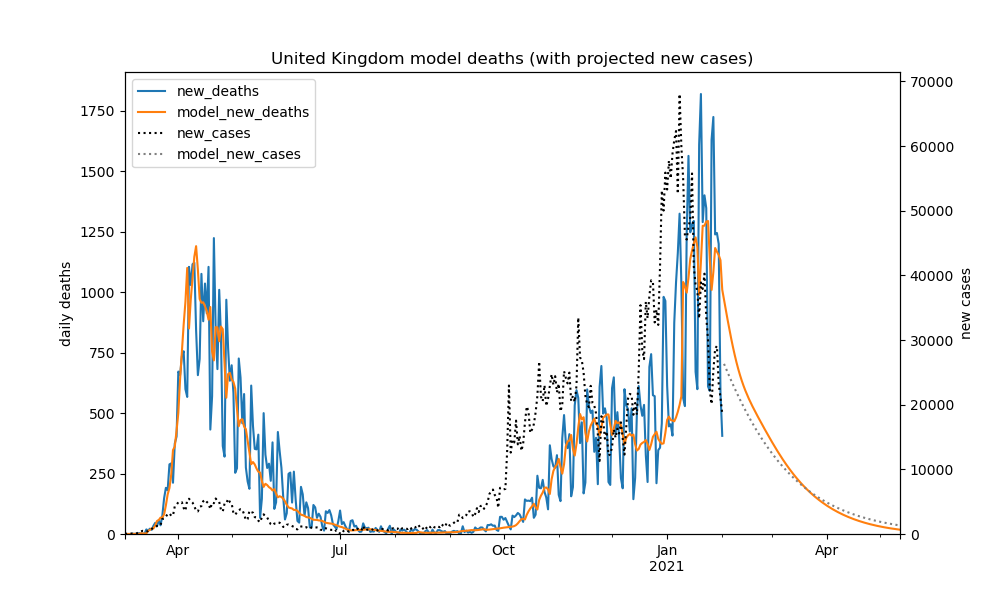 United Kingdom model deaths (with projected new cases)
new_deaths
model_new_deaths
new_cases
model_new_cases
daily deaths
1750
1500
1250
1000
750
500
250
0
new cases
70000
60000
50000
40000
30000
20000
10000
0
Apr
Jul
Oct
Jan
2021
Apr